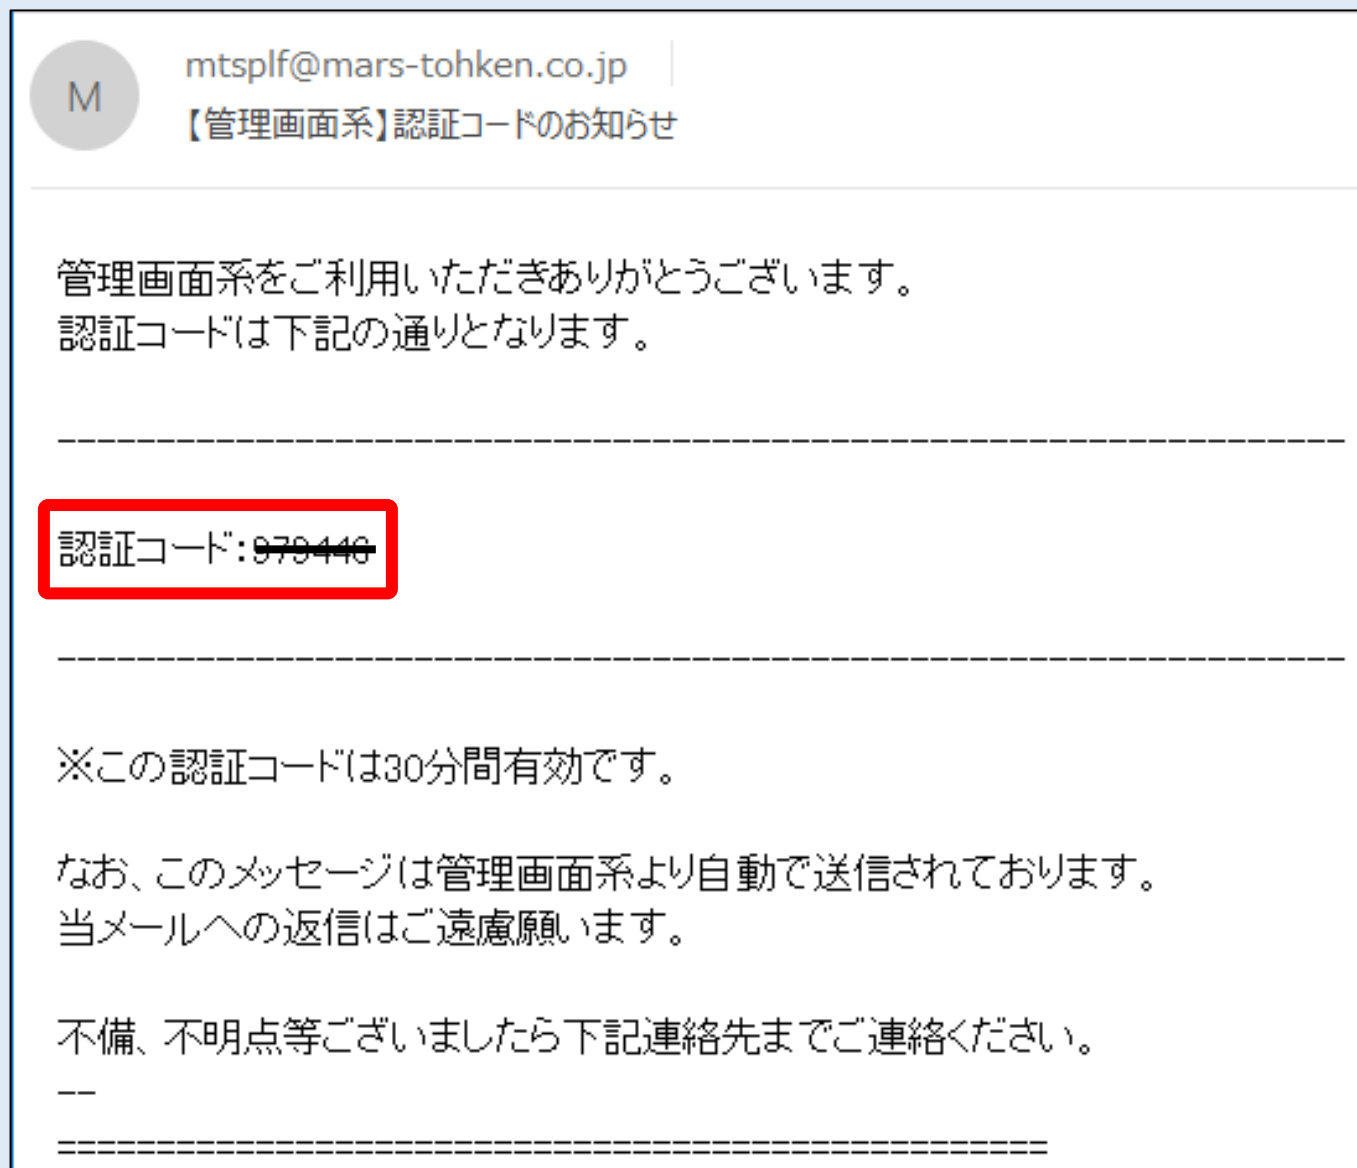 M
mtsplf@mars-tohken.co.jp
【管理画面系】認証コードのお知らせ
管理画面系をご利用いただきありがとうございます。
認証コードは下記の通りとなります。
------------------------------------------------------------------
認証コード：
------------------------------------------------------------------
※この認証コードは30分間有効です。
なお、このメッセージは管理画面系より自動で送信されております。
当メールへの返信はご遠慮願います。
不備、不明点等ございましたら下記連絡先までご連絡ください。
--
===================================================